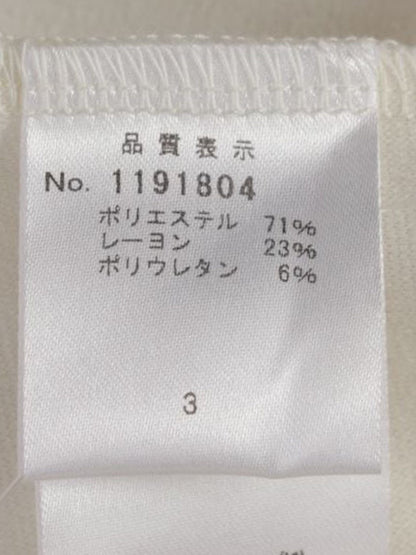 品質表示
No. 1191804
ポリエステル 71%
レーヨン 23%
ポリウレタン 6%
3